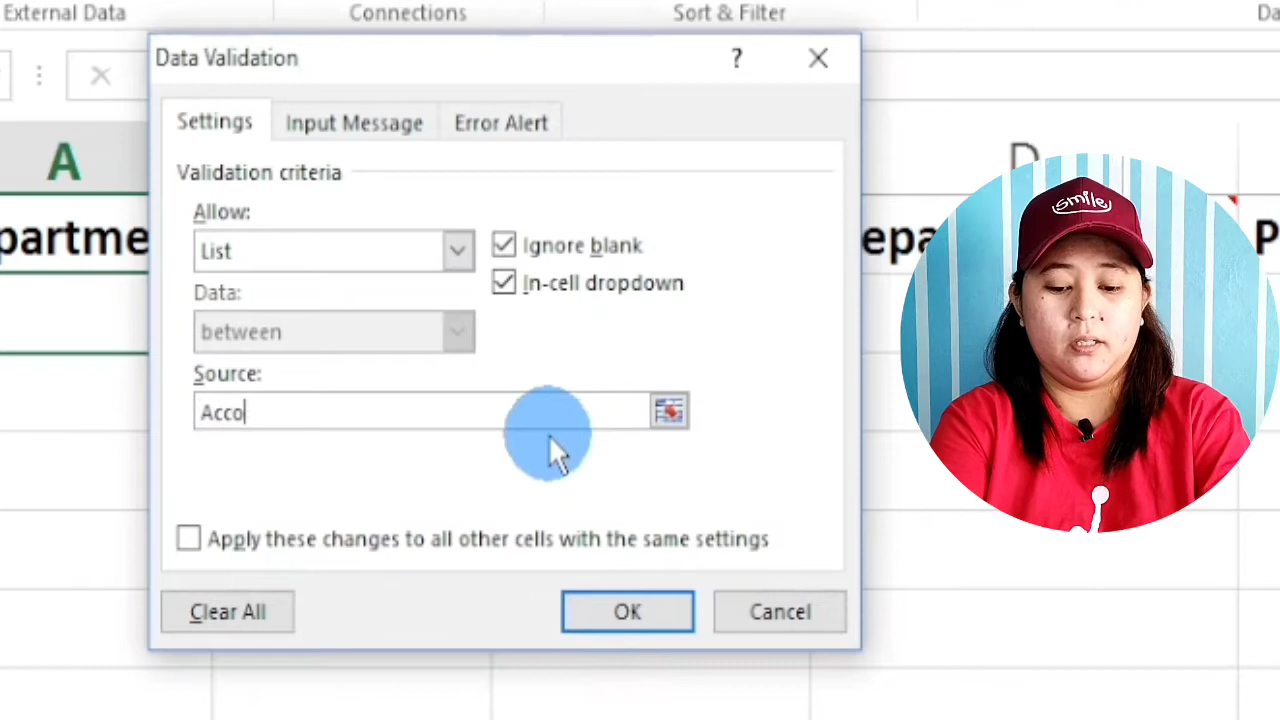 External Data
Connections
Sort & Filter
Da
Data Validation
?
Settings
Input Message
Error Alert
A
D
Validation criteria
Allow:
List
Ignore blank
In-cell dropdown
Data:
between
Source:
Acco
partme
epa
P
smile
Apply these changes to all other cells with the same settings
Clear All
OK
Cancel